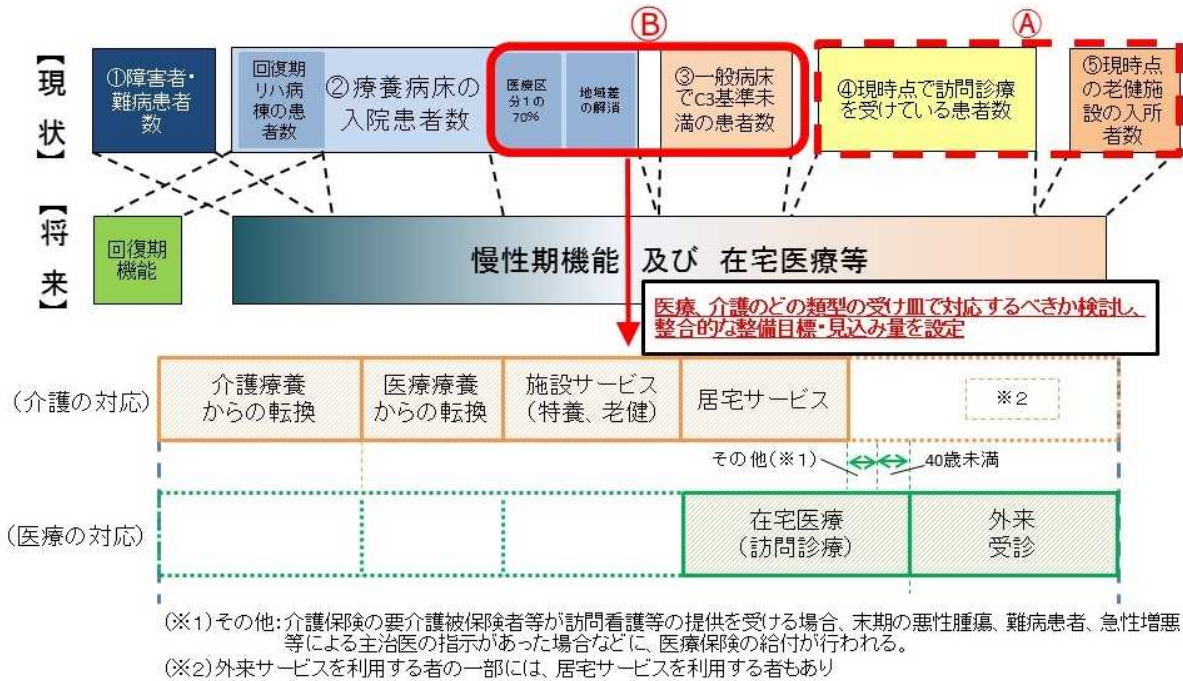 Ⓑ
Ⓐ
【現状】
①障害者・
難病患者
数
回復期
リハ病
棟の患
者数
②療養病床の
入院患者数
医療区
分1の
70%
地域差
の解消
③一般病床
でC3基準未
満の患者数
④現時点で訪問診療
を受けている患者数
⑤現時点
の老健施
設の入所
者数
【将来】
回復期
機能
慢性期機能 及び 在宅医療等
医療、介護のどの類型の受け皿で対応するべきか検討し、
整合的な整備目標・見込み量を設定
(介護の対応)
介護療養
からの転換
医療療養
からの転換
施設サービス
(特養、老健)
居宅サービス
※2
その他(※1)
40歳未満
(医療の対応)
在宅医療
(訪問診療)
外来
受診
(※1)その他:介護保険の要介護被保険者等が訪問看護等の提供を受ける場合、末期の悪性腫瘍、難病患者、急性増悪
等による主治医の指示があった場合などに、医療保険の給付が行われる。
(※2)外来サービスを利用する者の一部には、居宅サービスを利用する者もあり